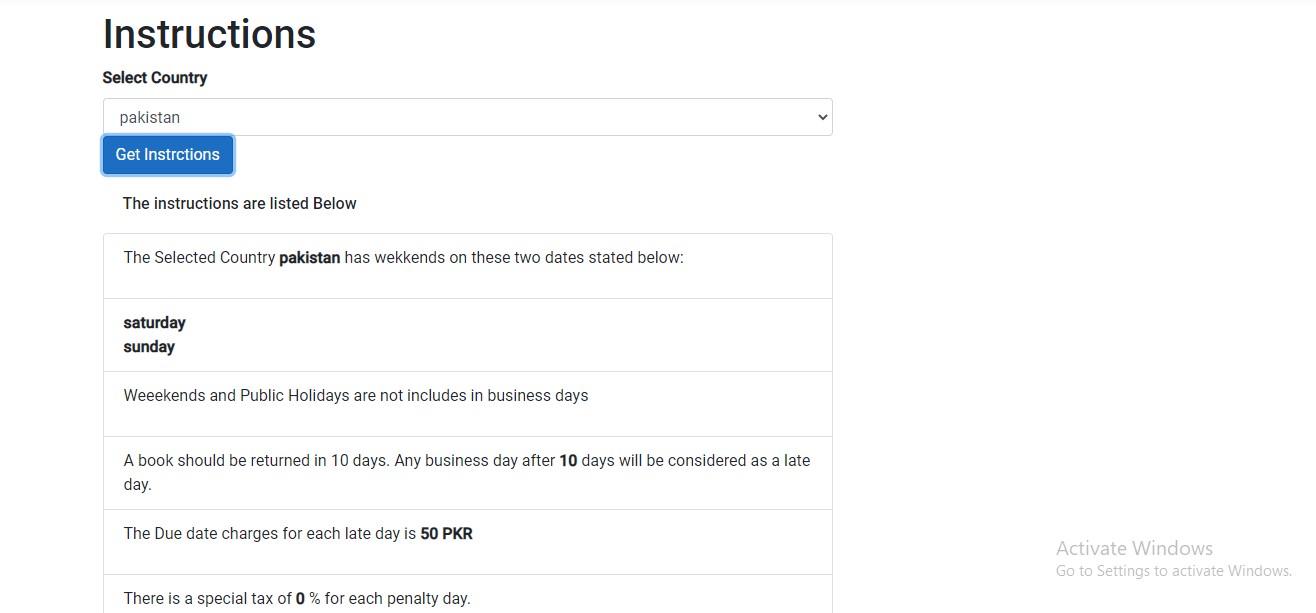 Instructions
Select Country
pakistan
Get Instrctions
The instructions are listed Below
The Selected Country pakistan has wekkends on these two dates stated below:
saturday
sunday
Weeekends and Public Holidays are not includes in business days
A book should be returned in 10 days. Any business day after 10 days will be considered as a late
day.
The Due date charges for each late day is 50 PKR
There is a special tax of 0 % for each penalty day.
Activate Windows
Go to Settings to activate Windows.